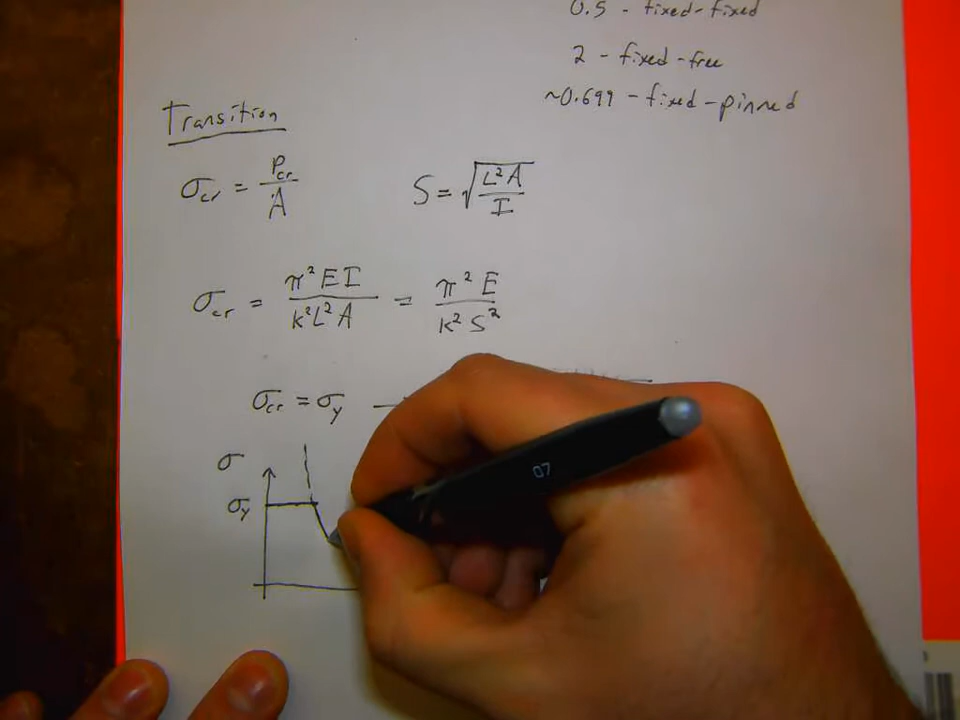 0.5 - fixed-fixed
2 - fixed-free
~0.699 - fixed-pinned
Transition
σcr = Pcr/A
S = √(L²A/I)
σcr = π²EI/k²L²A = π²E/k²S²
σcr = σy
σ
σy
07